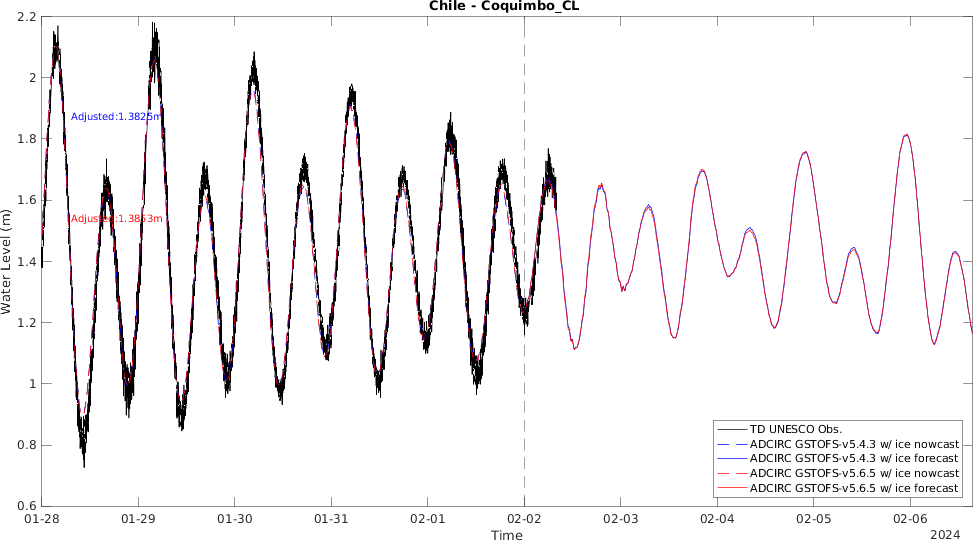 Chile - Coquimbo_CL
2.2
2
1.8
1.6
1.4
1.2
1
0.8
0.6
Water Level (m)
Adjusted:1.3825m
Adjusted:1.3853m
TD UNESCO Obs.
ADCIRC GSTOFS-v5.4.3 w/ ice nowcast
ADCIRC GSTOFS-v5.4.3 w/ ice forecast
ADCIRC GSTOFS-v5.6.5 w/ ice nowcast
ADCIRC GSTOFS-v5.6.5 w/ ice forecast
01-28 01-29 01-30 01-31 02-01 02-02 02-03 02-04 02-05 02-06
Time
2024